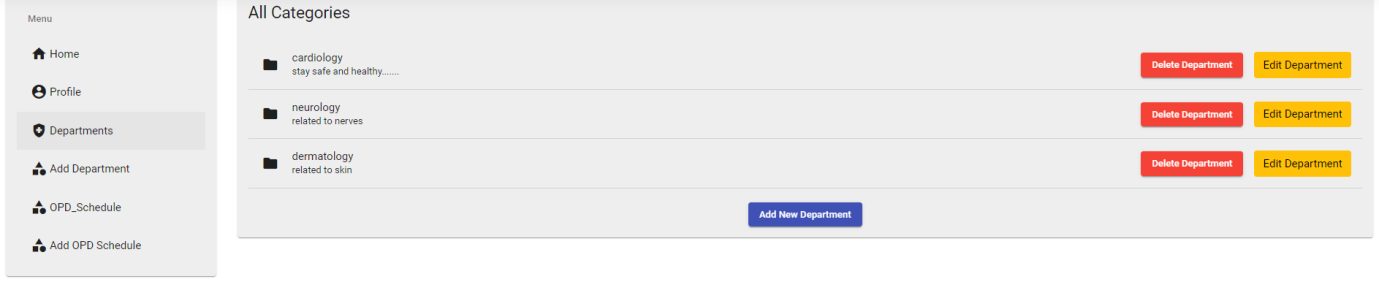 Menu
Home
Profile
Departments
Add Department
OPD_Schedule
Add OPD Schedule
All Categories
cardiology
stay safe and healthy.......
Delete Department
Edit Department
neurology
related to nerves
Delete Department
Edit Department
dermatology
related to skin
Delete Department
Edit Department
Add New Department